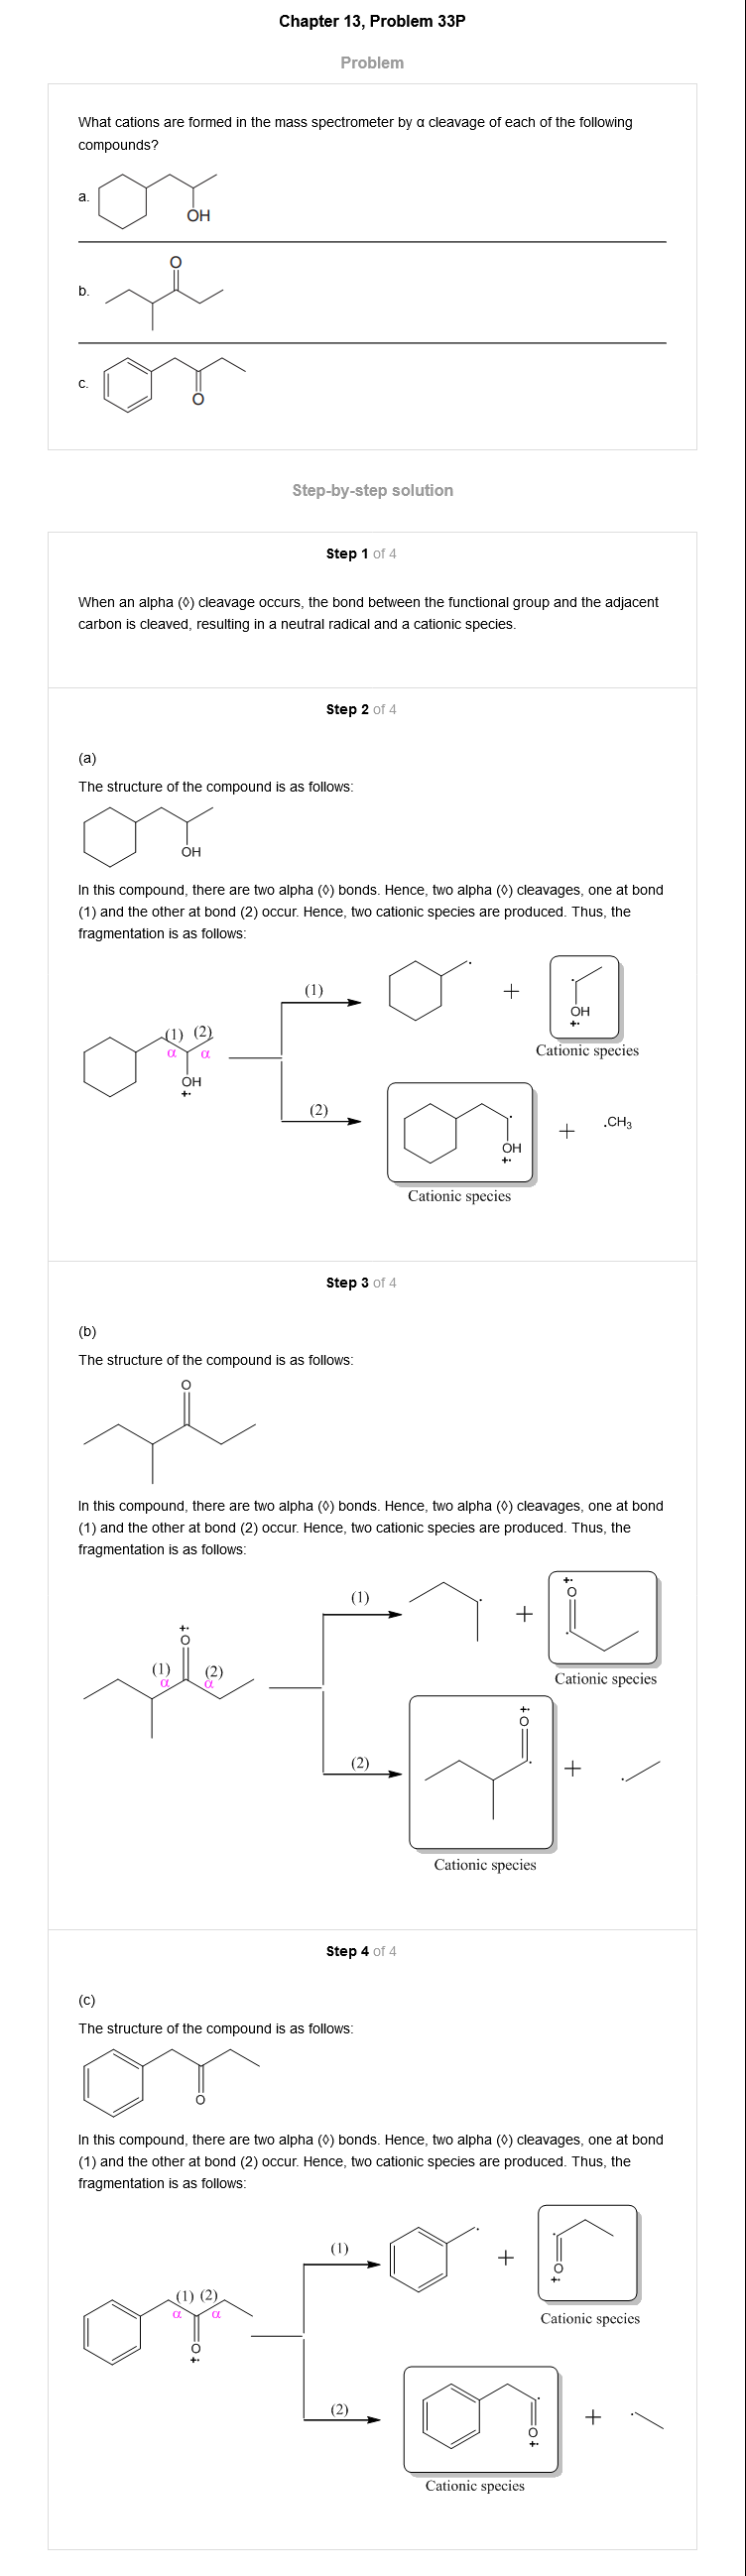 Chapter 13, Problem 33P
Problem
What cations are formed in the mass spectrometer by α cleavage of each of the following
compounds?
a.
OH
b.
O
c.
O
Step-by-step solution
Step 1 of 4
When an alpha (◊) cleavage occurs, the bond between the functional group and the adjacent
carbon is cleaved, resulting in a neutral radical and a cationic species.
Step 2 of 4
(a)
The structure of the compound is as follows:
OH
In this compound, there are two alpha (◊) bonds. Hence, two alpha (◊) cleavages, one at bond
(1) and the other at bond (2) occur. Hence, two cationic species are produced. Thus, the
fragmentation is as follows:
(1)
+
OH
+·
Cationic species
(1) (2)
α α
OH
+·
(2)
OH
+·
+ .CH3
Cationic species
Step 3 of 4
(b)
The structure of the compound is as follows:
O
In this compound, there are two alpha (◊) bonds. Hence, two alpha (◊) cleavages, one at bond
(1) and the other at bond (2) occur. Hence, two cationic species are produced. Thus, the
fragmentation is as follows:
(1)
+
+·
O
Cationic species
+·
O
(1) (2)
α α
(2)
+·
O
+
Cationic species
Step 4 of 4
(c)
The structure of the compound is as follows:
O
In this compound, there are two alpha (◊) bonds. Hence, two alpha (◊) cleavages, one at bond
(1) and the other at bond (2) occur. Hence, two cationic species are produced. Thus, the
fragmentation is as follows:
(1)
+
O
+·
Cationic species
(1) (2)
α α
O
+·
(2)
O
+·
+
Cationic species